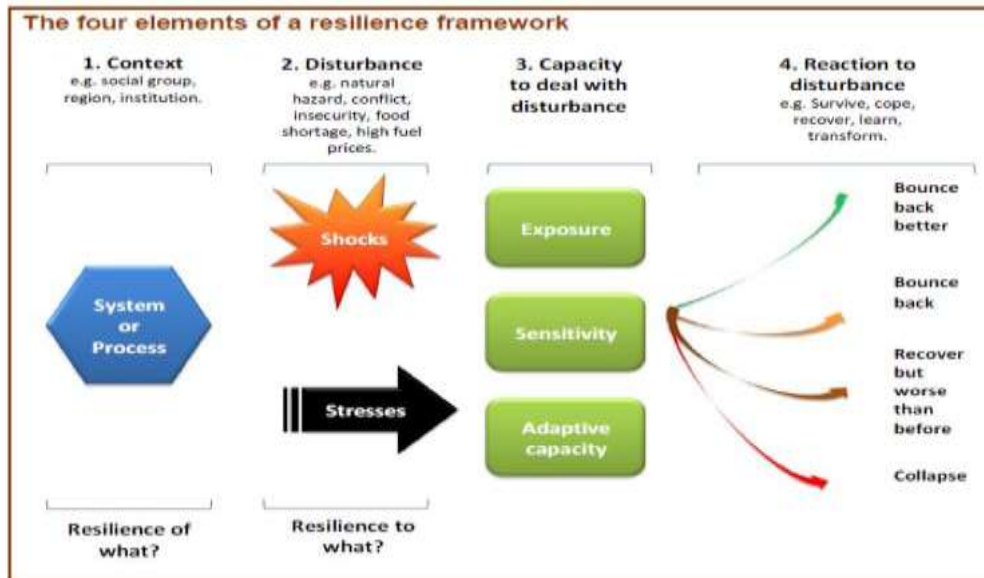 The four elements of a resilience framework
1. Context
e.g. social group,
region, institution.
2. Disturbance
e.g. natural
hazard, conflict,
insecurity, food
shortage, high fuel
prices.
3. Capacity
to deal with
disturbance
4. Reaction to
disturbance
e.g. Survive, cope,
recover, learn,
transform.
System
or
Process
Shocks
Stresses
Exposure
Sensitivity
Adaptive
capacity
Bounce
back
better
Bounce
back
Recover
but
worse
than
before
Collapse
Resilience of
what?
Resilience to
what?